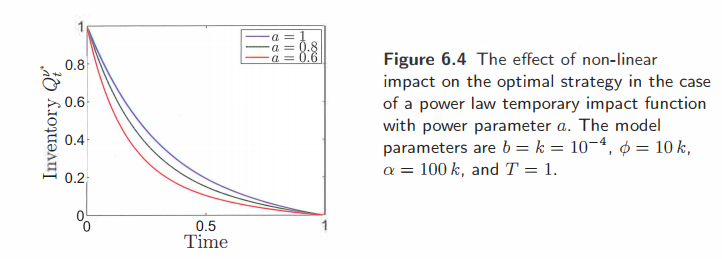 1
0.8
0.6
0.4
0.2
0
0
0.5
1
Inventory Q_t^{ν*}
Time
a = 1
a = 0.8
a = 0.6
Figure 6.4 The effect of non-linear
impact on the optimal strategy in the case
of a power law temporary impact function
with power parameter a. The model
parameters are b = k = 10⁻⁴, ϕ = 10 k,
α = 100 k, and T = 1.